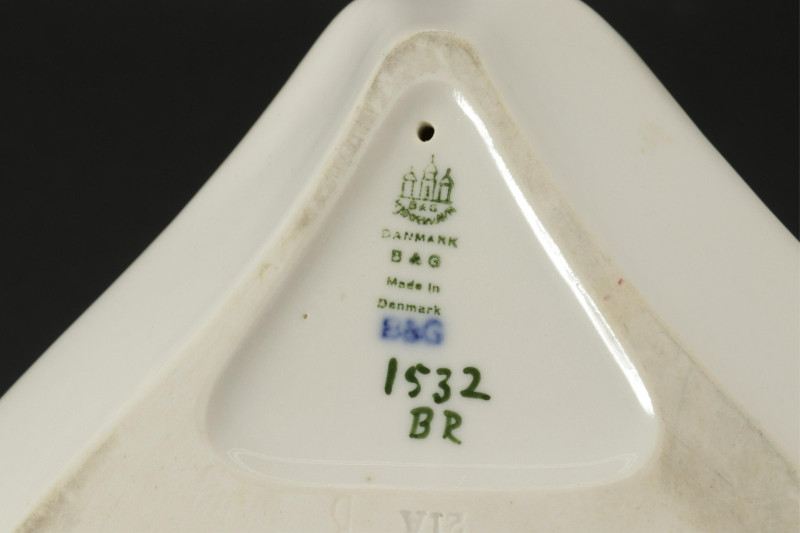 B&G
DANMARK
B & G
Made in
Denmark
B&G
1532
BR